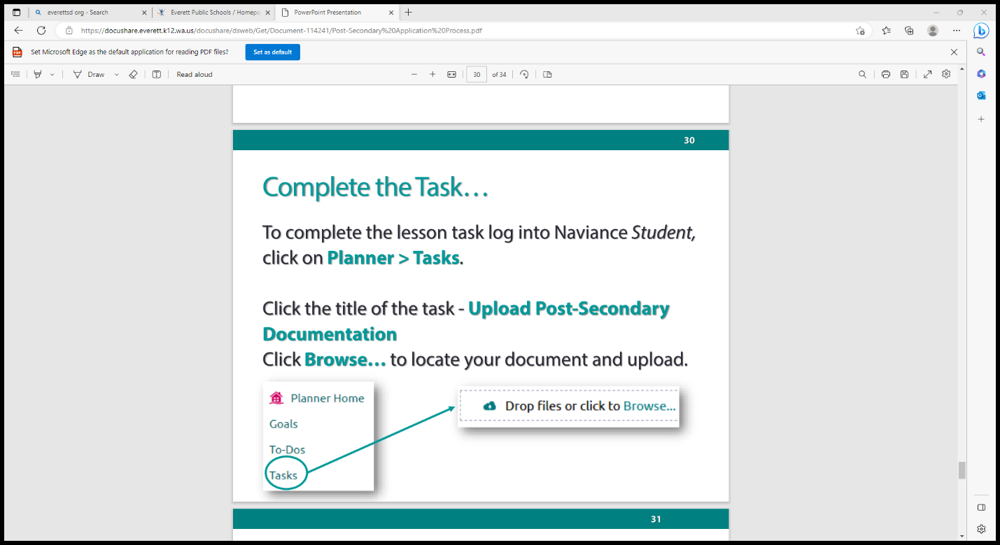 everettsd org - Search
Everett Public Schools / Homepa
PowerPoint Presentation
https://docushare.everett.k12.wa.us/docushare/dsweb/Get/Document-114241/Post-Secondary%20Application%20Process.pdf
Set Microsoft Edge as the default application for reading PDF files?
Set as default
Draw
Read aloud
30 of 34
30
Complete the Task…
To complete the lesson task log into Naviance Student,
click on Planner > Tasks.
Click the title of the task - Upload Post-Secondary
Documentation
Click Browse… to locate your document and upload.
Planner Home
Goals
To-Dos
Tasks
Drop files or click to Browse...
31